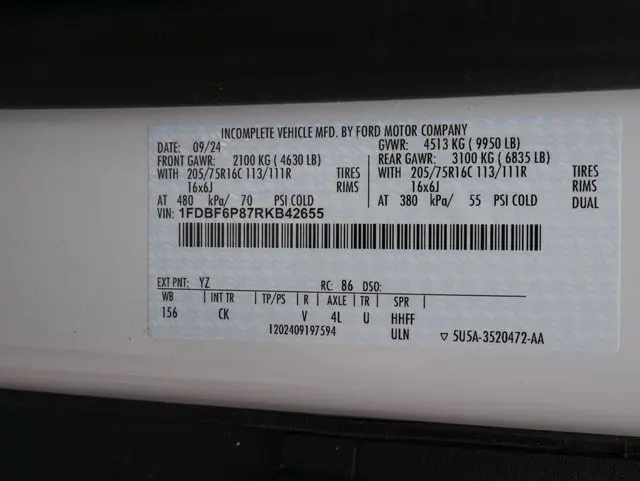 INCOMPLETE VEHICLE MFD. BY FORD MOTOR COMPANY
DATE: 09/24 GVWR: 4513 KG (9950 LB)
FRONT GAWR: 2100 KG (4630 LB) REAR GAWR: 3100 KG (6835 LB)
WITH 205/75R16C 113/111R TIRES WITH 205/75R16C 113/111R TIRES
16x6J RIMS 16x6J RIMS
AT 480 kPa/ 70 PSI COLD AT 380 kPa/ 55 PSI COLD DUAL
VIN: 1FDBF6P87RKB42655
EXT PNT: YZ RC: 86 DSO:
WB INT TR TP/PS R AXLE TR SPR
156 CK V 4L U HHFF
1202409197594 ULN ▽ 5U5A-3520472-AA